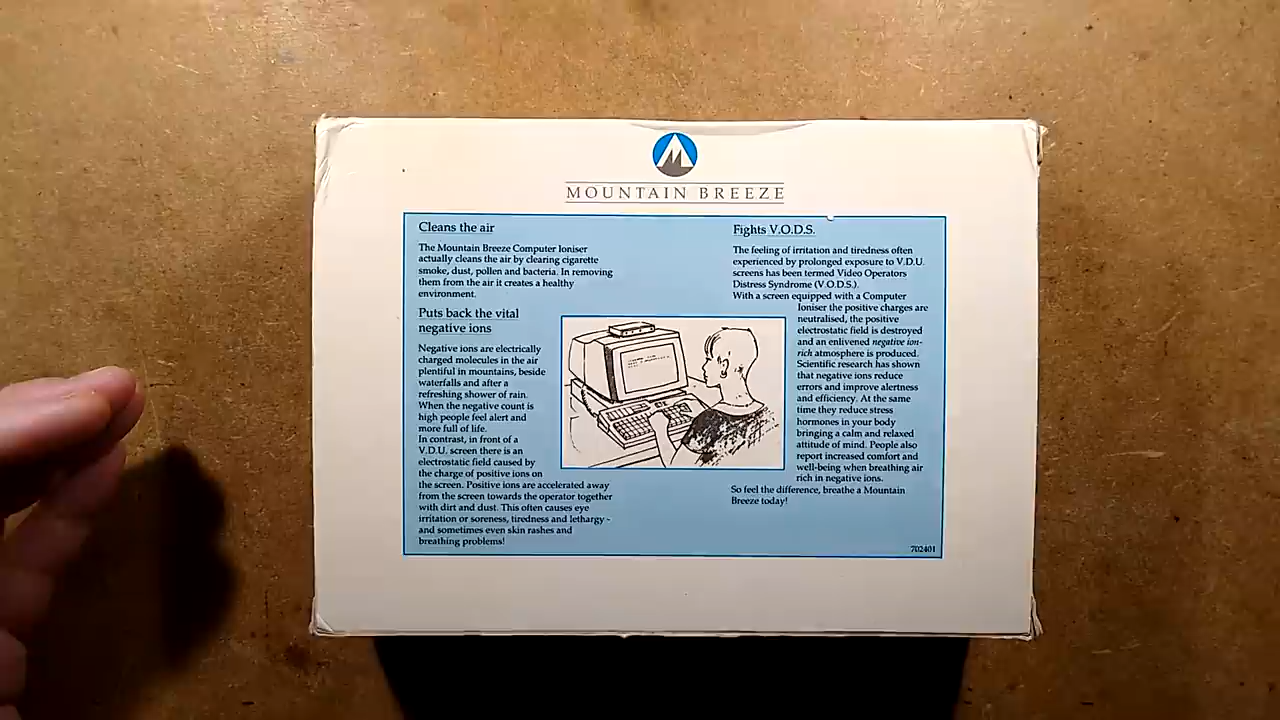 MOUNTAIN BREEZE
Cleans the air
The Mountain Breeze Computer Ioniser
actually cleans the air by clearing cigarette
smoke, dust, pollen and bacteria. In removing
them from the air it creates a healthy
environment.
Puts back the vital
negative ions
Negative ions are electrically
charged molecules in the air
plentiful in mountains, beside
waterfalls and after a
refreshing shower of rain.
When the negative count is
high people feel alert and
more full of life.
In contrast, in front of a
V.D.U. screen there is an
electrostatic field caused by
the charge of positive ions on
the screen. Positive ions are accelerated away
from the screen towards the operator together
with dirt and dust. This often causes eye
irritation or soreness, tiredness and lethargy -
and sometimes even skin rashes and
breathing problems!
Fights V.O.D.S.
The feeling of irritation and tiredness often
experienced by prolonged exposure to V.D.U.
screens has been termed Video Operators
Distress Syndrome (V.O.D.S.).
With a screen equipped with a Computer
Ioniser the positive charges are
neutralised, the positive
electrostatic field is destroyed
and an enlivened negative ion-
rich atmosphere is produced.
Scientific research has shown
that negative ions reduce
errors and improve alertness
and efficiency. At the same
time they reduce stress
hormones in your body
bringing a calm and relaxed
attitude of mind. People also
report increased comfort and
well-being when breathing air
rich in negative ions.
So feel the difference, breathe a Mountain
Breeze today!
702401